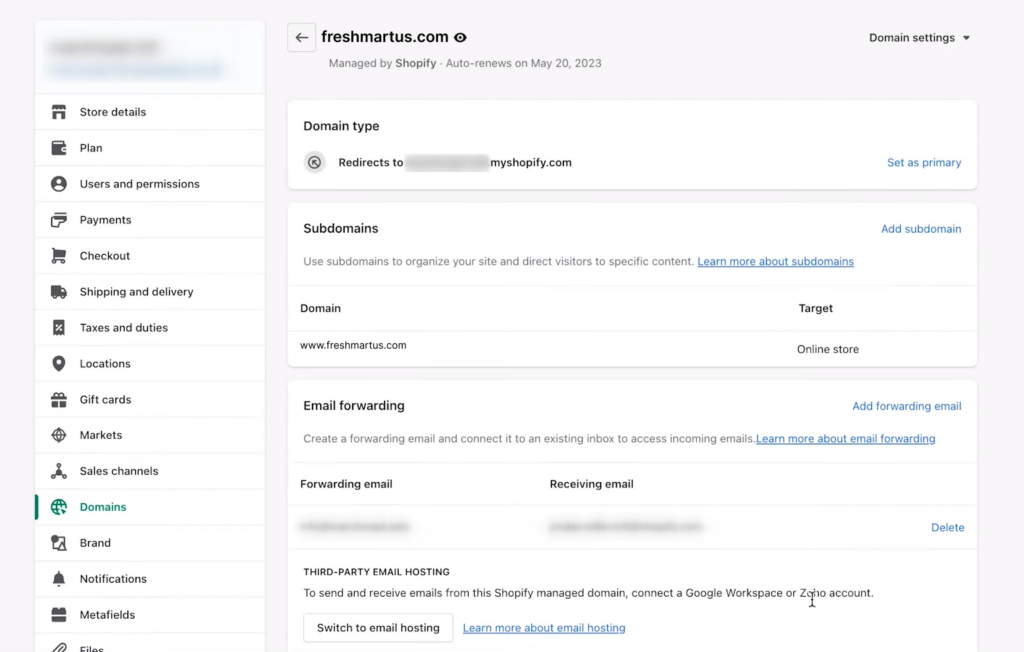 freshmartus.com
Domain settings
Managed by Shopify · Auto-renews on May 20, 2023
Store details
Plan
Users and permissions
Payments
Checkout
Shipping and delivery
Taxes and duties
Locations
Gift cards
Markets
Sales channels
Domains
Brand
Notifications
Metafields
Files
Domain type
Redirects to myshopify.com
Set as primary
Subdomains
Add subdomain
Use subdomains to organize your site and direct visitors to specific content. Learn more about subdomains
Domain Target
www.freshmartus.com Online store
Email forwarding
Add forwarding email
Create a forwarding email and connect it to an existing inbox to access incoming emails.Learn more about email forwarding
Forwarding email Receiving email
Delete
THIRD-PARTY EMAIL HOSTING
To send and receive emails from this Shopify managed domain, connect a Google Workspace or Zoho account.
Switch to email hosting Learn more about email hosting